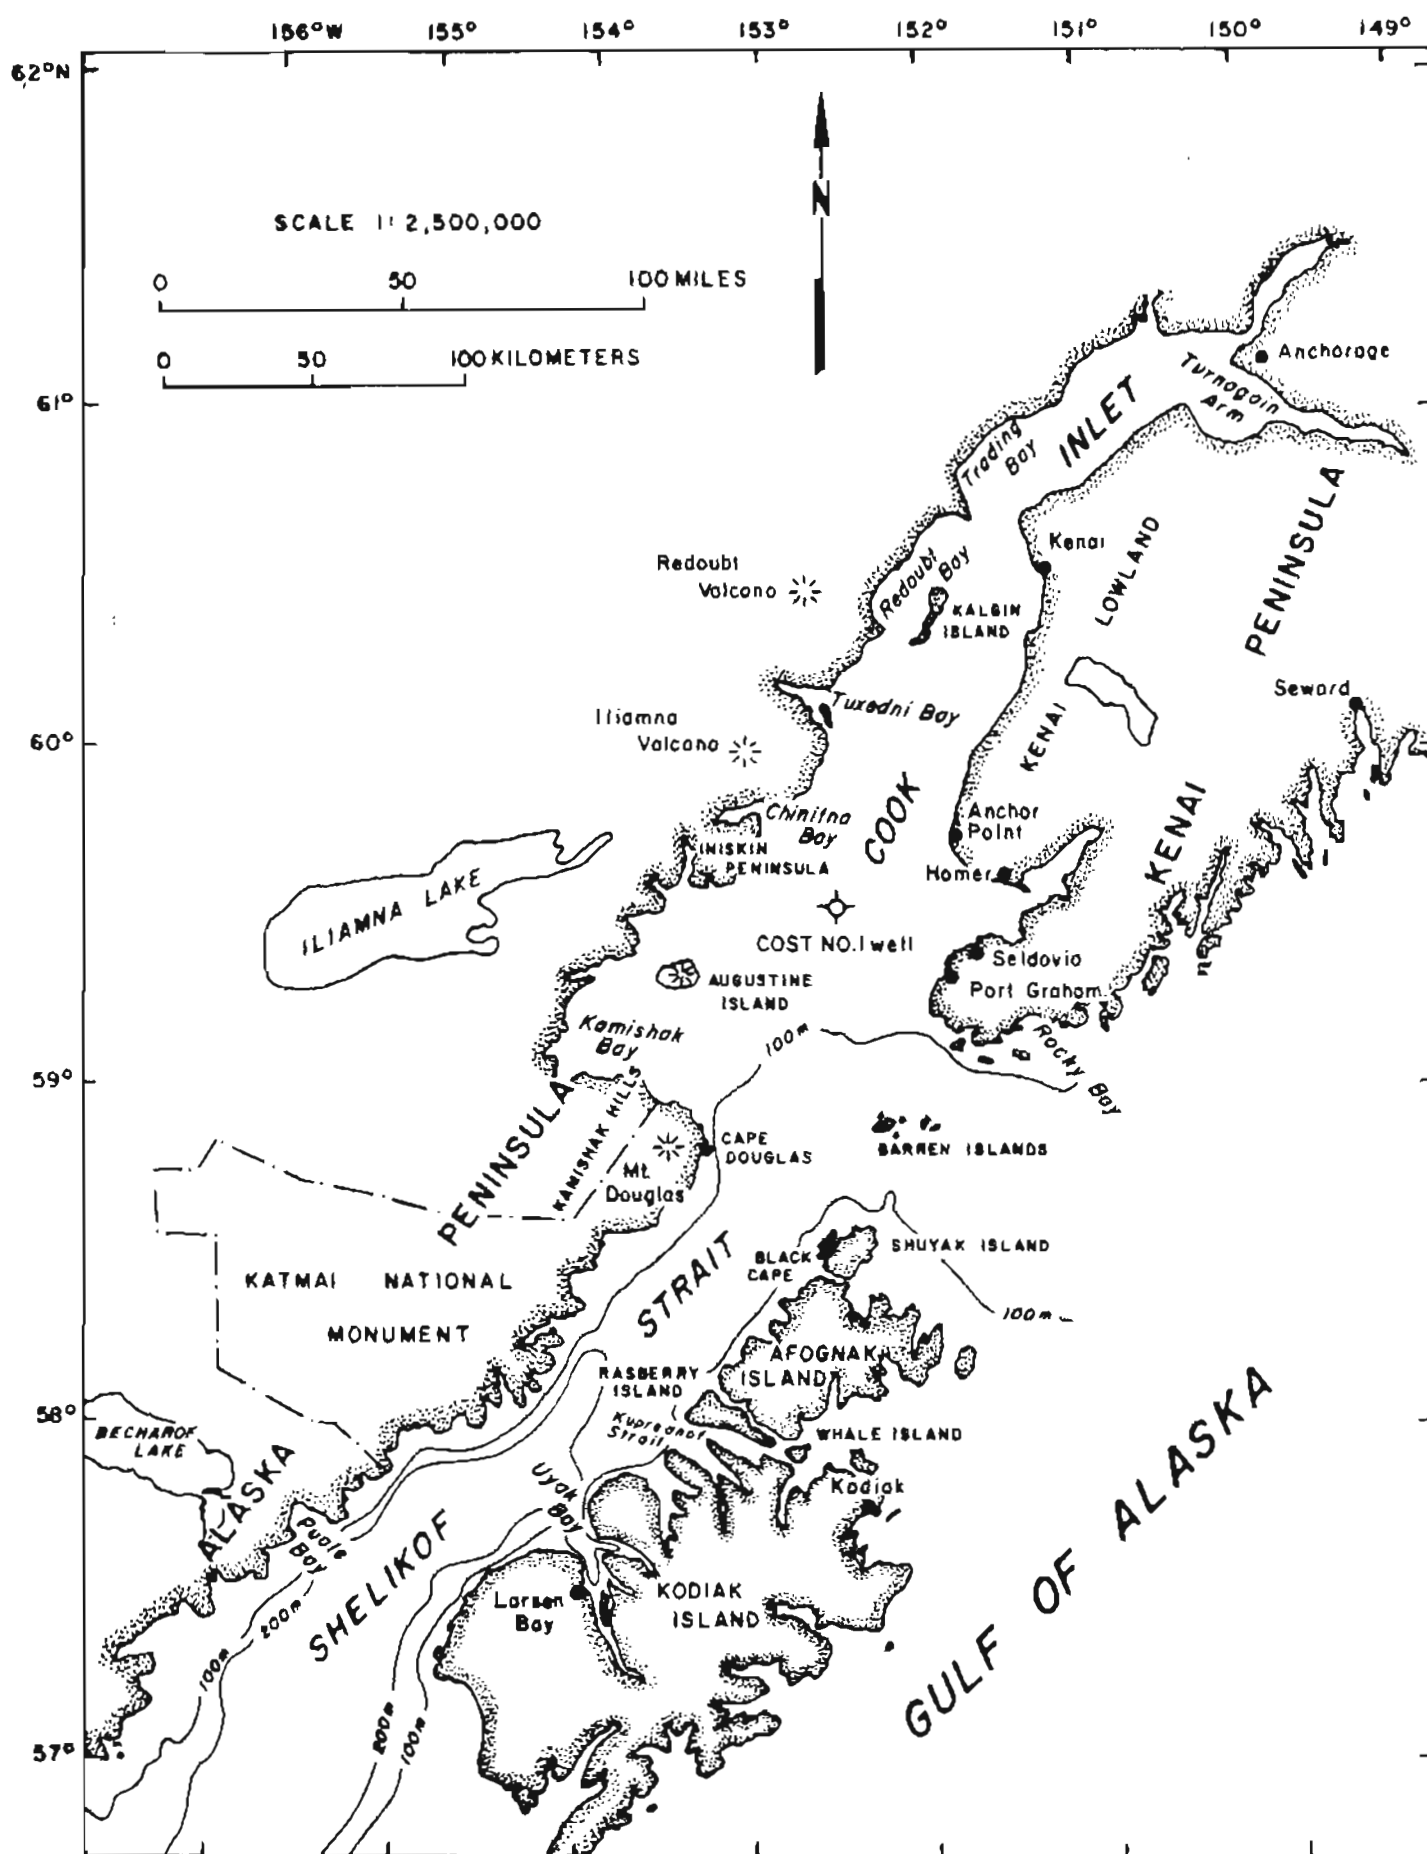 156°W 155° 154° 153° 152° 151° 150° 149°
62°N
N
SCALE 1:2,500,000
0 50 100 MILES
0 50 100 KILOMETERS
Anchorage
Turnagain
Arm
61°
INLET
Trading
Bay
PENINSULA
Kenai
LOWLAND
Redoubt
Volcano
Redoubt
Bay
KALGIN
ISLAND
Seward
Tuxedni Bay
Iliamna
Volcano
KENAI
60°
COOK
KENAI
Chinitna
Bay
Anchor
Point
INISKIN
PENINSULA
Homer
ILIAMNA LAKE
COST NO.1 well
Seldovia
Port Graham
AUGUSTINE
ISLAND
Kamishak
Bay
100m
Rocky Bay
59°
PENINSULA
KAMISHAK HILLS
CAPE
DOUGLAS
BARREN ISLANDS
Mt.
Douglas
STRAIT
BLACK
CAPE
SHUYAK ISLAND
KATMAI NATIONAL
MONUMENT
100m
AFOGNAK
ISLAND
RASBERRY
ISLAND
58°
Kupreanof
Strait
WHALE ISLAND
BECHAROF
LAKE
ALASKA
Uyak
Bay
Kodiak
Puale
Bay
SHELIKOF
GULF OF ALASKA
Larsen
Bay
KODIAK
ISLAND
200m
100m
200m
100m
57°